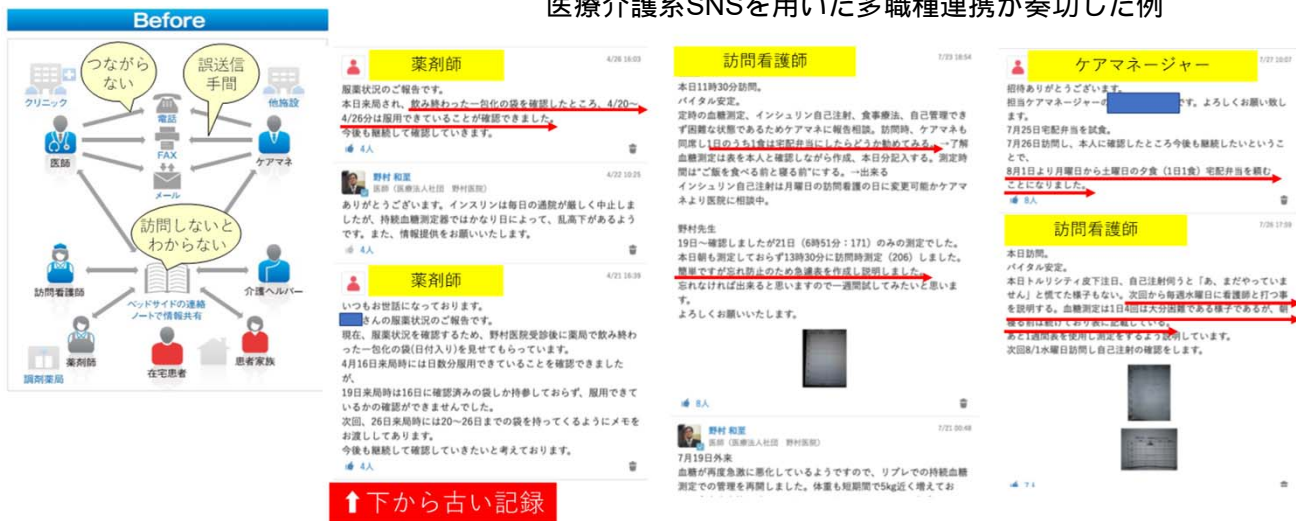 医療介護系SNSを用いた多職種連携が奏功した例
Before
つながら
ない
誤送信
手間
クリニック
他施設
電話
FAX
メール
医師
ケアマネ
訪問しないと
わからない
訪問看護師
介護ヘルパー
ベッドサイドの連絡
ノートで情報共有
薬剤師
調剤薬局
在宅患者
患者家族
薬剤師
4/26 16:03
服薬状況のご報告です。
本日来局され、飲み終わった一包化の袋を確認したところ、4/20～
4/26分は服用できていることが確認できました。
今後も継続して確認していきます。
4人
野村 和至
医師（医療法人社団 野村医院）
4/22 10:25
ありがとうございます。インスリンは毎日の通院が厳しく中止しま
したが、持続血糖測定器ではかなり日によって、乱高下があるよう
です。また、情報提供をお願いいたします。
4人
薬剤師
4/21 16:39
いつもお世話になっております。
さんの服薬状況のご報告です。
現在、服薬状況を確認するため、野村医院受診後に薬局で飲み終わ
った一包化の袋(日付入り)を見せてもらっています。
4月16日来局時には日数分服用できていることを確認できました
が、
19日来局時は16日に確認済みの袋しか持参しておらず、服用できて
いるかの確認ができませんでした。
次回、26日来局時には20～26日までの袋を持ってくるようにメモを
お渡ししてあります。
今後も継続して確認していきたいと考えております。
4人
⬆下から古い記録
訪問看護師
7/23 18:54
本日11時30分訪問。
バイタル安定。
定時の血糖測定、インシュリン自己注射、食事療法、自己管理でき
ず困難な状態であるためケアマネに報告相談。訪問時、ケアマネも
同席し1日のうち1食は宅配弁当にしたらどうか勧めてみる。→了解
血糖測定は表を本人と確認しながら作成、本日分記入する。測定時
間は"ご飯を食べる前と寝る前"にする。→出来る
インシュリン自己注射は月曜日の訪問看護の日に変更可能かケアマ
ネより医院に相談中。
野村先生
19日～確認しましたが21日（6時51分：171）のみの測定でした。
本日朝も測定しておらず13時30分に訪問時測定（206）しました。
簡単ですが忘れ防止のため急遽表を作成し説明しました。
忘れなければ出来ると思いますので一週間試してみたいと思いま
す。
よろしくお願いいたします。
8人
野村 和至
医師（医療法人社団 野村医院）
7/21 00:48
7月19日外来
血糖が再度急激に悪化しているようですので、リブレでの持続血糖
測定での管理を再開しました。体重も短期間で5kg近く増えてお
ケアマネージャー
7/27 10:07
招待ありがとうございます。
担当ケアマネージャーの
です。よろしくお願い致し
ます。
7月25日宅配弁当を試食。
7月26日訪問し、本人に確認したところ今後も継続したいというこ
とで、
8月1日より月曜日から土曜日の夕食（1日1食）宅配弁当を頼む
ことになりました。
8人
訪問看護師
7/26 17:59
本日訪問。
バイタル安定。
本日トルリシティ皮下注日、自己注射伺うと「あ、まだやっていま
せん」と慌てた様子もない。次回から毎週水曜日に看護師と打つ事
を説明する。血糖測定は1日4回は大分困難である様子であるが、朝
寝る前は続けており表に記載している。
あと1週間表を使用し測定をするよう説明しています。
次回8/1水曜日訪問し自己注射の確認をします。
7人